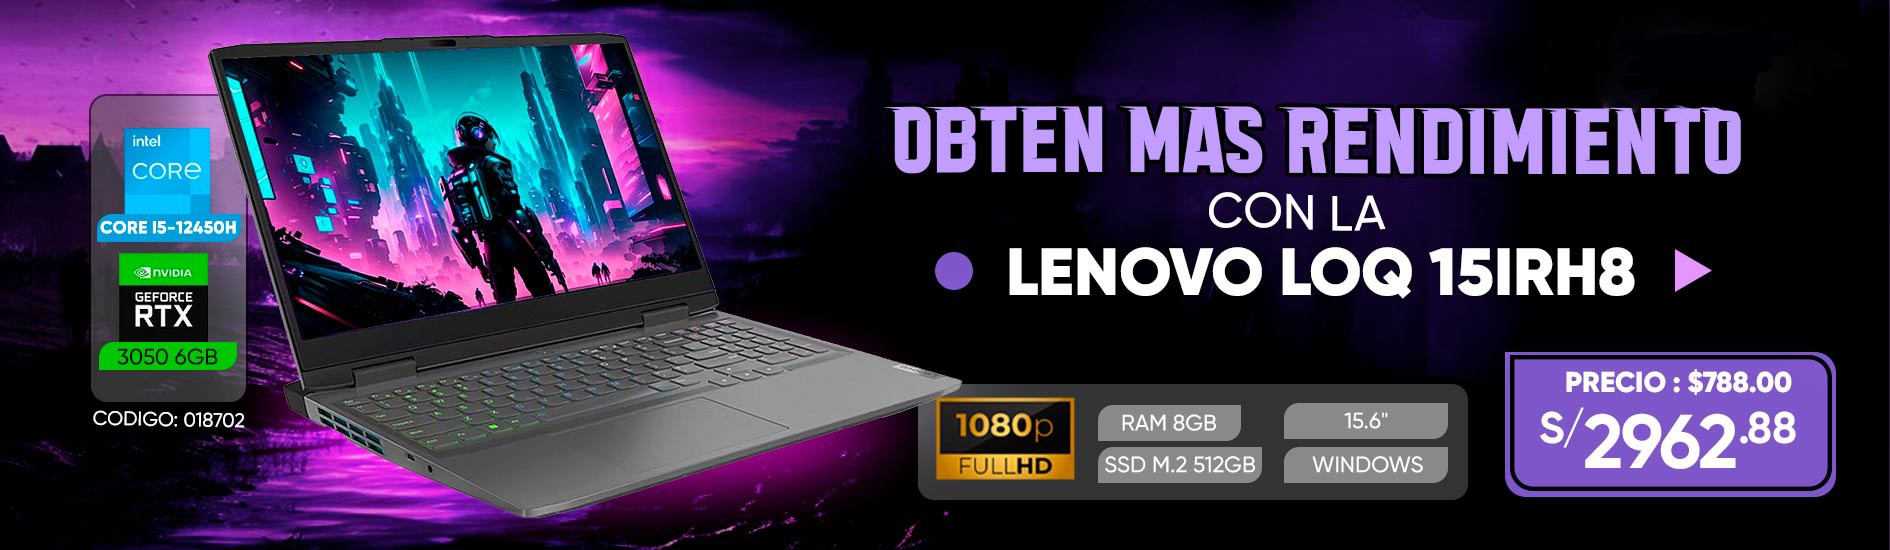 intel
CORE
CORE I5-12450H
NVIDIA
GEFORCE
RTX
3050 6GB
CODIGO: 018702
OBTEN MAS RENDIMIENTO
CON LA
LENOVO LOQ 15IRH8
1080p
FULLHD
RAM 8GB
15.6"
SSD M.2 512GB
WINDOWS
PRECIO : $788.00
S/2962.88